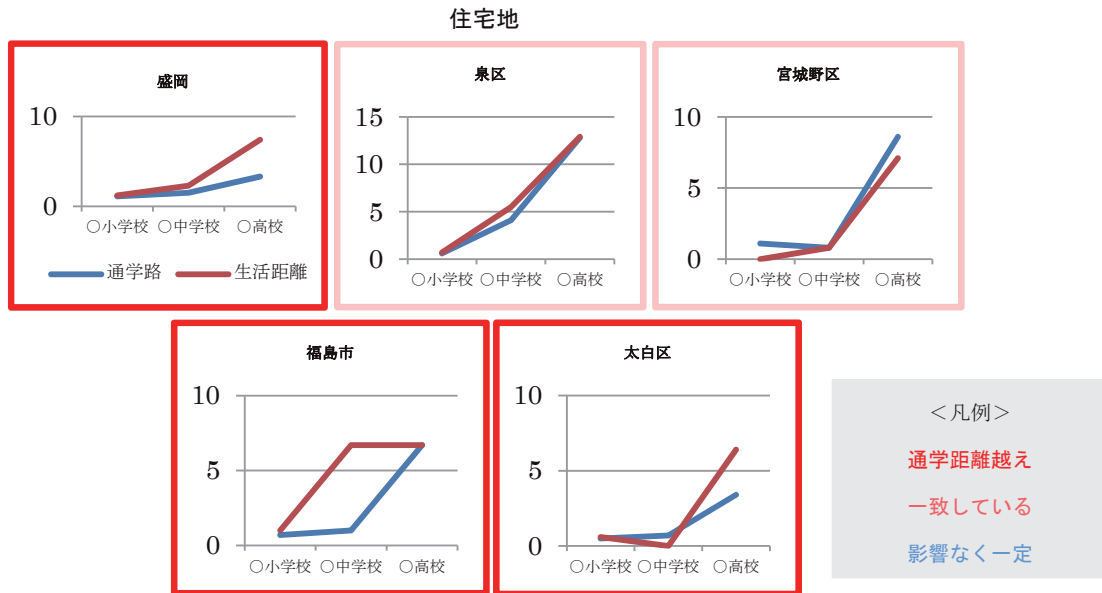 住宅地
盛岡
10
0
○小学校 ○中学校 ○高校
通学路 生活距離
泉区
15
10
5
0
○小学校 ○中学校 ○高校
宮城野区
10
5
0
○小学校 ○中学校 ○高校
福島市
10
5
0
○小学校 ○中学校 ○高校
太白区
10
5
0
○小学校 ○中学校 ○高校
＜凡例＞
通学距離越え
一致している
影響なく一定